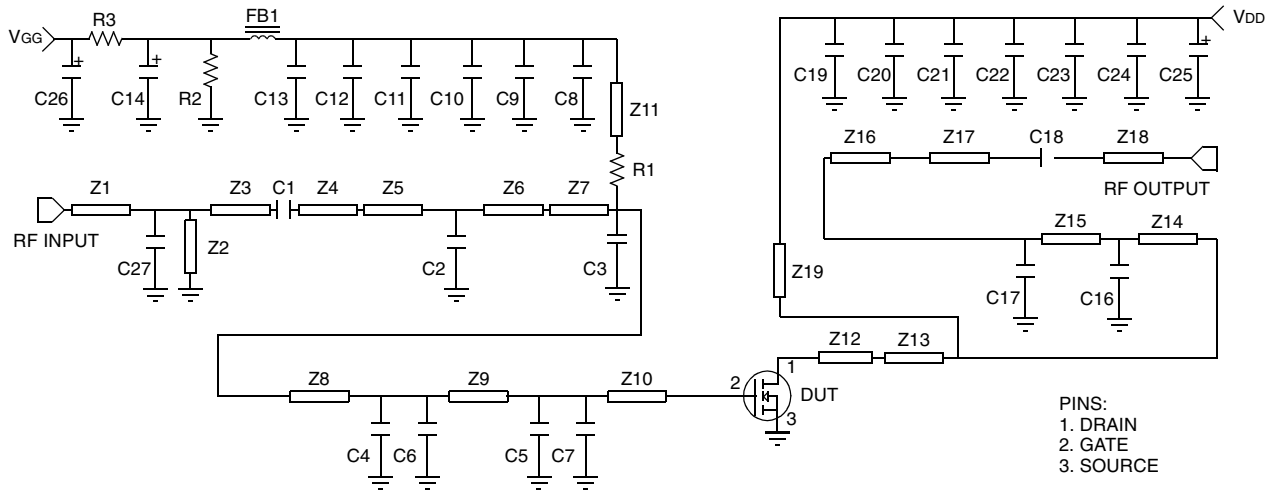 VGG R3 FB1 VDD
+ + +
C26 C14 R2 C13 C12 C11 C10 C9 C8 Z11
C19 C20 C21 C22 C23 C24 C25
R1
Z16 Z17 C18 Z18
RF OUTPUT
Z1 Z3 C1 Z4 Z5 Z6 Z7
RF INPUT
C27 Z2 C2 C3
Z15 Z14
Z19 C17 C16
Z12 Z13
Z8 Z9 Z10
2 1 3 DUT
C4 C6 C5 C7
PINS:
1. DRAIN
2. GATE
3. SOURCE